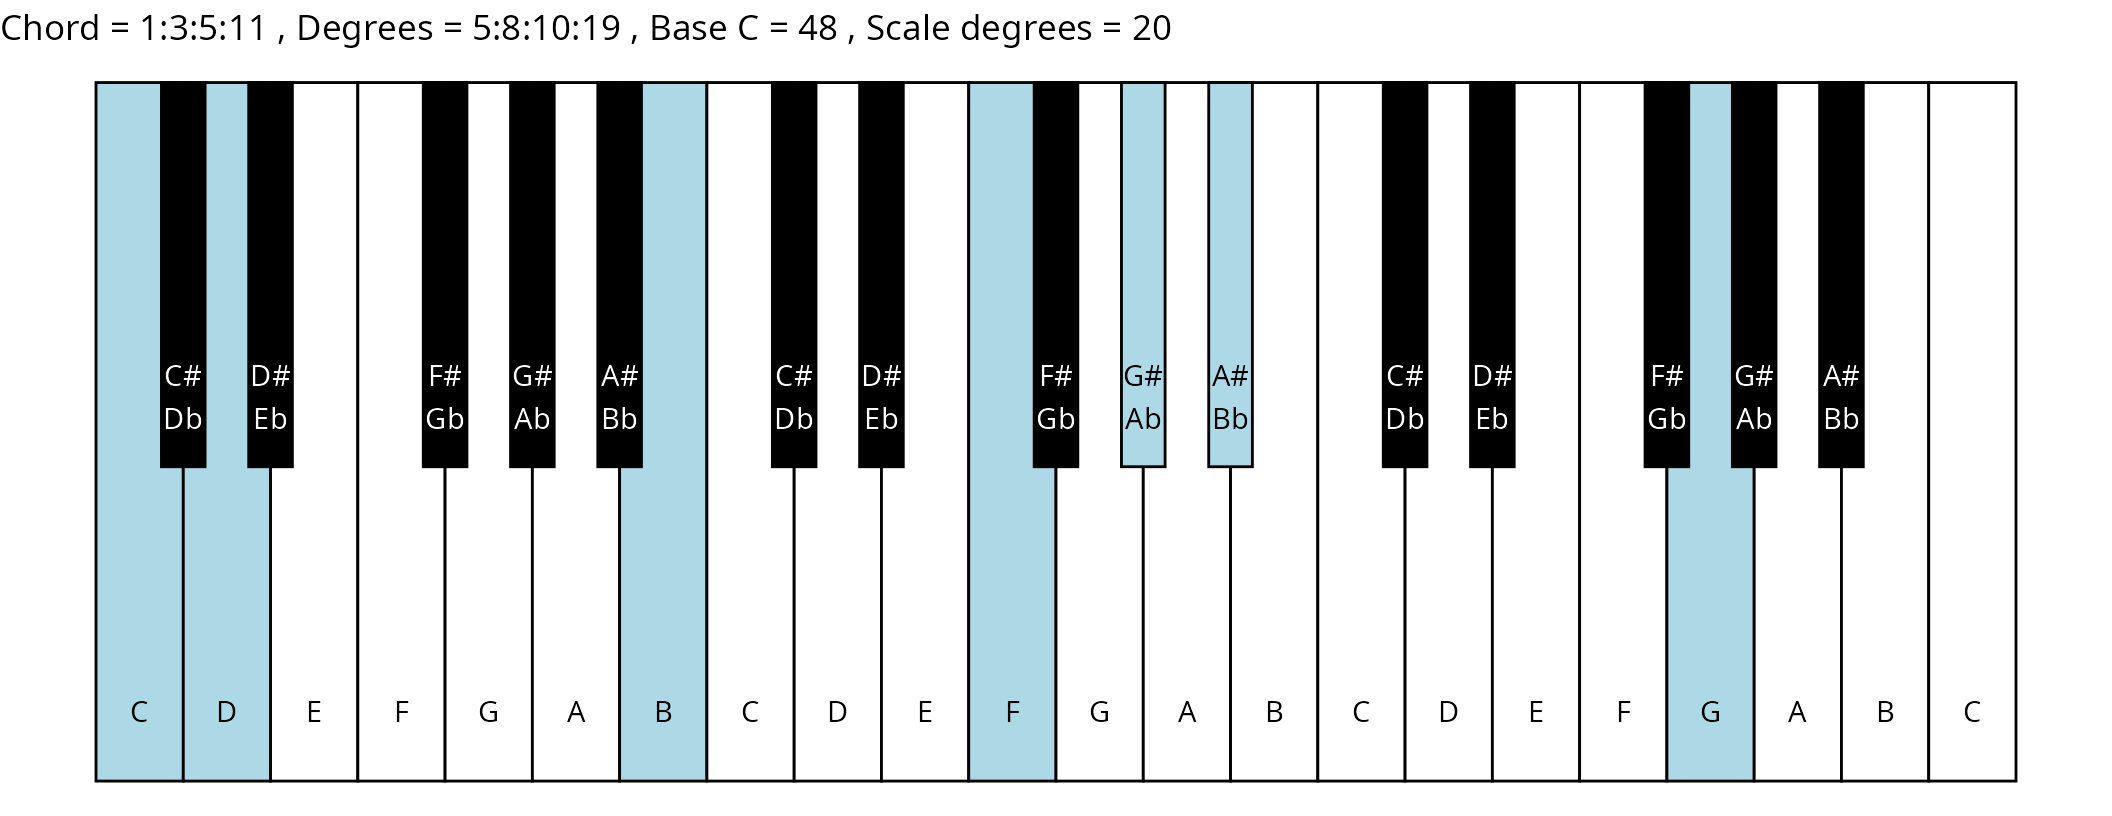 Chord = 1:3:5:11 , Degrees = 5:8:10:19 , Base C = 48 , Scale degrees = 20
C# D# F# G# A# C# D# F# G# A# C# D# F# G# A#
Db Eb Gb Ab Bb Db Eb Gb Ab Bb Db Eb Gb Ab Bb
C D E F G A B C D E F G A B C D E F G A B C